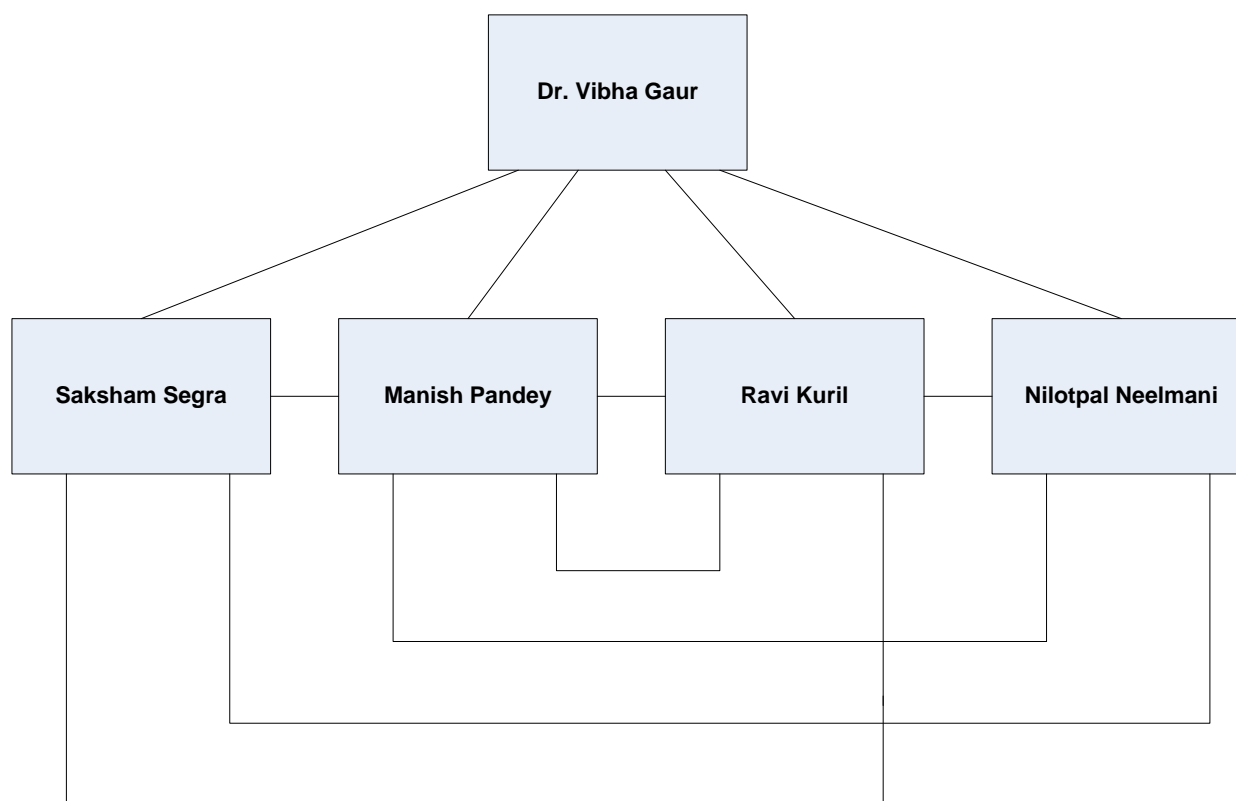 Dr. Vibha Gaur
Saksham Segra
Manish Pandey
Ravi Kuril
Nilotpal Neelmani